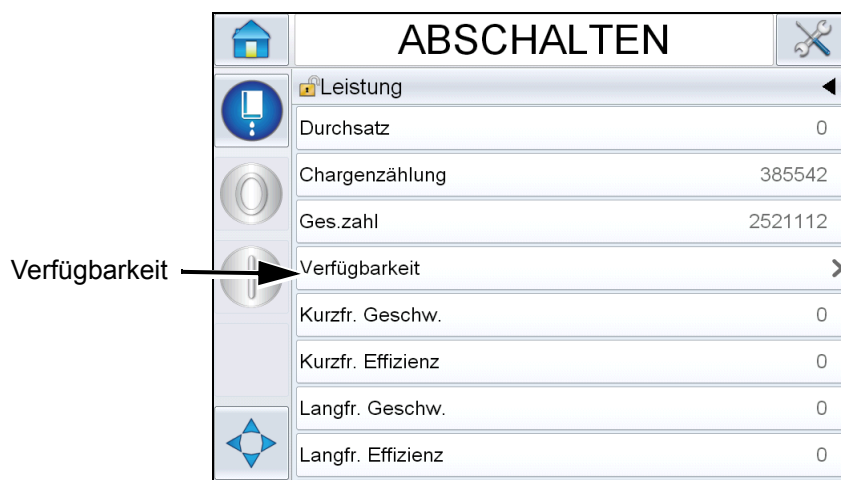 ABSCHALTEN
Leistung
Durchsatz 0
Chargenzählung 385542
Ges.zahl 2521112
Verfügbarkeit Verfügbarkeit
Kurzfr. Geschw. 0
Kurzfr. Effizienz 0
Langfr. Geschw. 0
Langfr. Effizienz 0